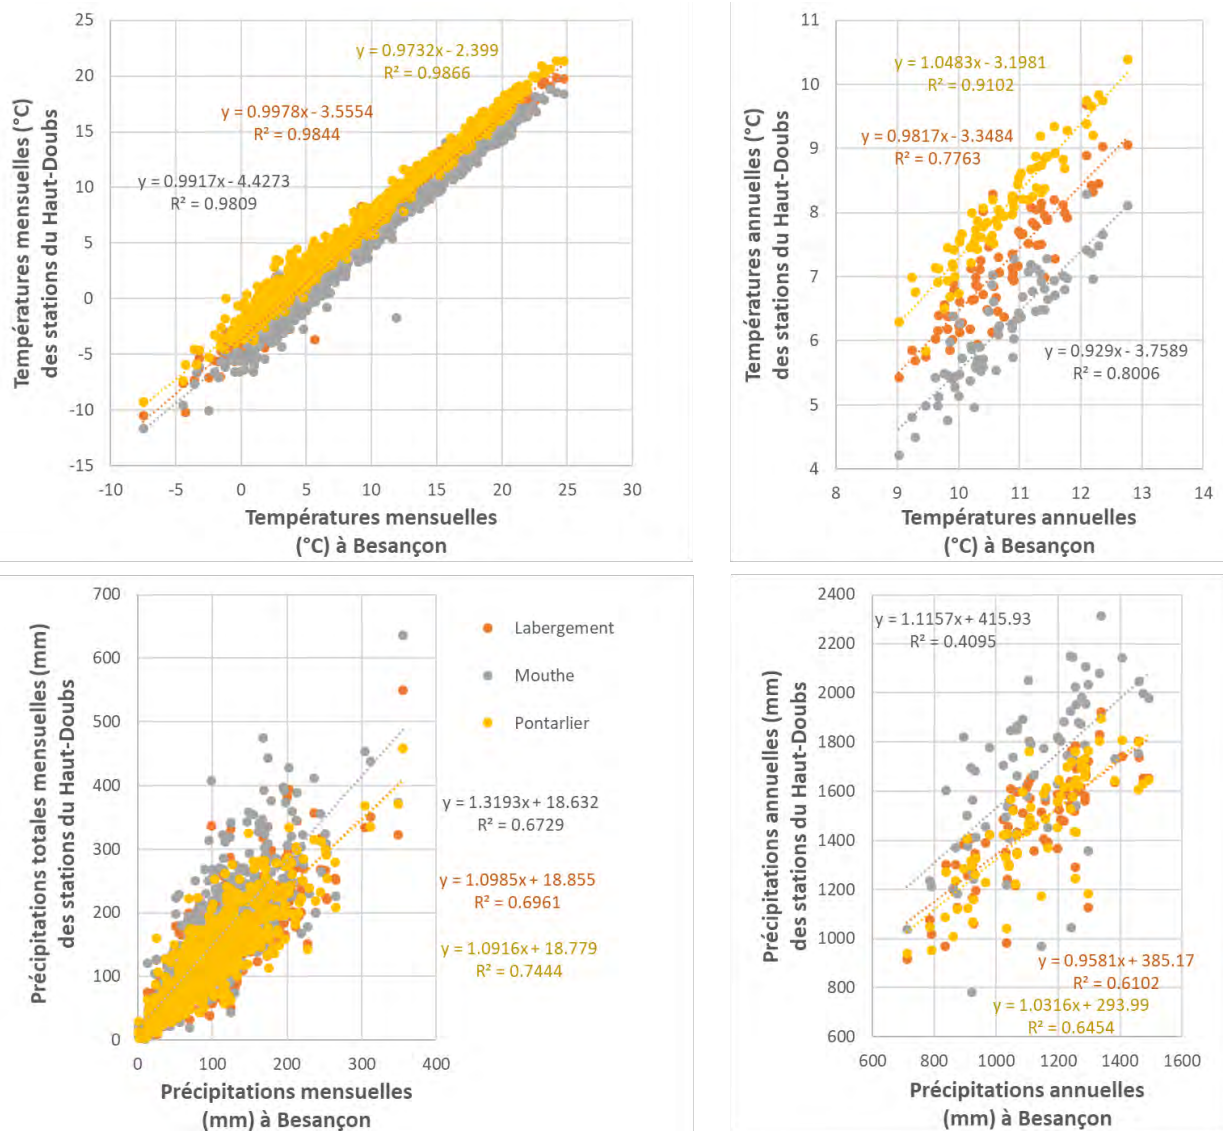 25
20
15
10
5
0
-5
-10
-15
-10
-5
0
5
10
15
20
25
30
Températures mensuelles (°C)
des stations du Haut-Doubs
Températures mensuelles
(°C) à Besançon
y = 0.9732x - 2.399
R² = 0.9866
y = 0.9978x - 3.5554
R² = 0.9844
y = 0.9917x - 4.4273
R² = 0.9809
11
10
9
8
7
6
5
4
8
9
10
11
12
13
14
Températures annuelles (°C)
des stations du Haut-Doubs
Températures annuelles
(°C) à Besançon
y = 1.0483x - 3.1981
R² = 0.9102
y = 0.9817x - 3.3484
R² = 0.7763
y = 0.929x - 3.7589
R² = 0.8006
700
600
500
400
300
200
100
0
0
100
200
300
400
Précipitations totales mensuelles (mm)
des stations du Haut-Doubs
Précipitations mensuelles
(mm) à Besançon
Labergement
Mouthe
Pontarlier
y = 1.3193x + 18.632
R² = 0.6729
y = 1.0985x + 18.855
R² = 0.6961
y = 1.0916x + 18.779
R² = 0.7444
2400
2200
2000
1800
1600
1400
1200
1000
800
600
600
800
1000
1200
1400
1600
Précipitations annuelles (mm)
des stations du Haut-Doubs
Précipitations annuelles
(mm) à Besançon
y = 1.1157x + 415.93
R² = 0.4095
y = 0.9581x + 385.17
R² = 0.6102
y = 1.0316x + 293.99
R² = 0.6454